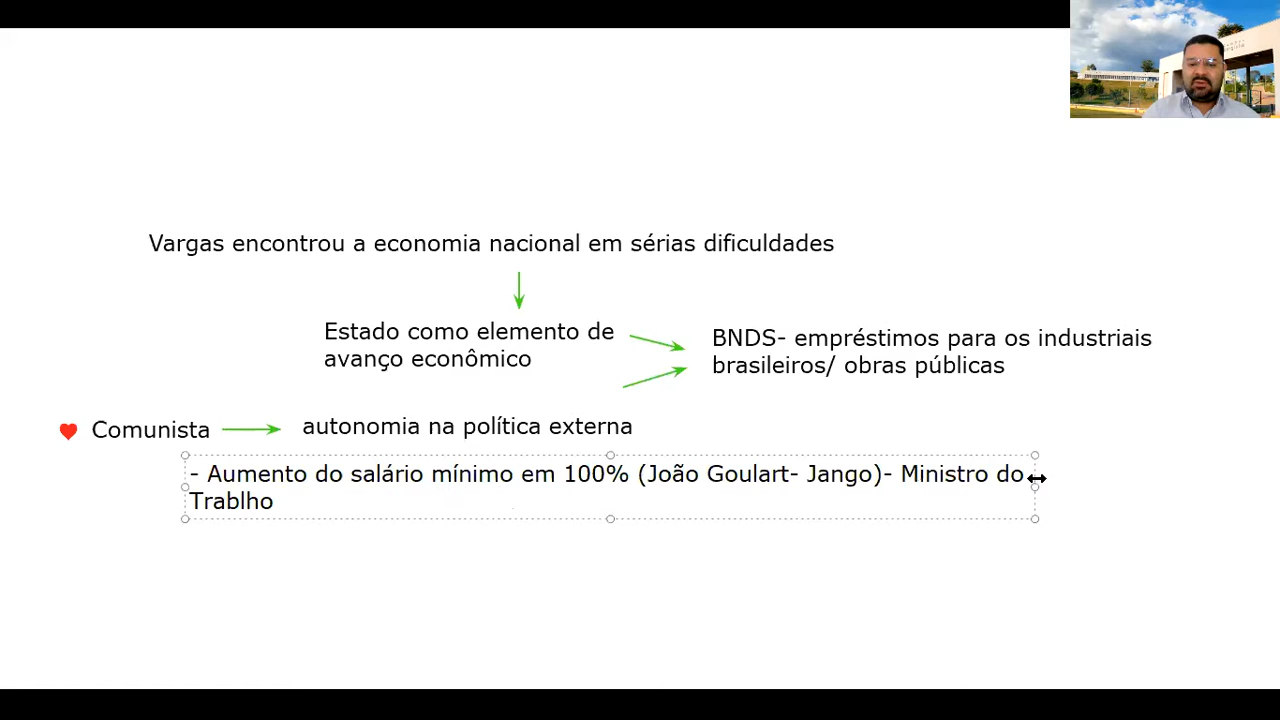 Vargas encontrou a economia nacional em sérias dificuldades
Estado como elemento de
avanço econômico
BNDS- empréstimos para os industriais
brasileiros/ obras públicas
Comunista
autonomia na política externa
- Aumento do salário mínimo em 100% (João Goulart- Jango)- Ministro do
Trablho